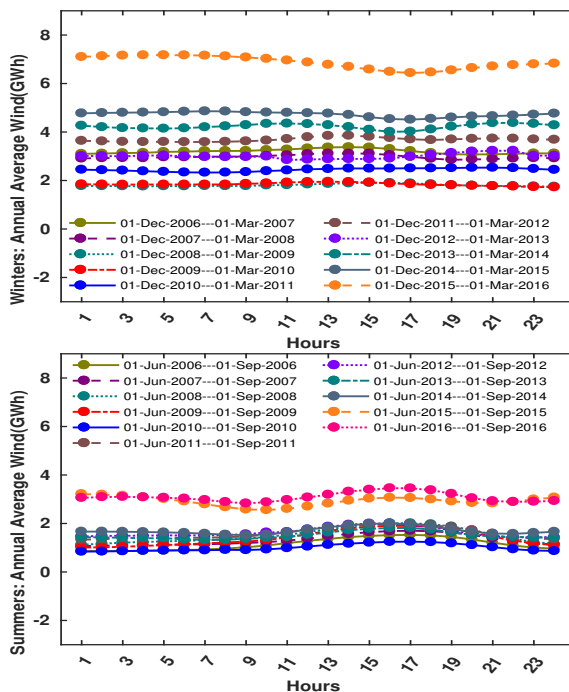 Winters: Annual Average Wind(GWh)
8
6
4
2
0
-2
01-Dec-2006---01-Mar-2007
01-Dec-2007---01-Mar-2008
01-Dec-2008---01-Mar-2009
01-Dec-2009---01-Mar-2010
01-Dec-2010---01-Mar-2011
01-Dec-2011---01-Mar-2012
01-Dec-2012---01-Mar-2013
01-Dec-2013---01-Mar-2014
01-Dec-2014---01-Mar-2015
01-Dec-2015---01-Mar-2016
1 3 5 7 9 11 13 15 17 19 21 23
Hours
Summers: Annual Average Wind(GWh)
8
6
4
2
0
-2
01-Jun-2006---01-Sep-2006
01-Jun-2007---01-Sep-2007
01-Jun-2008---01-Sep-2008
01-Jun-2009---01-Sep-2009
01-Jun-2010---01-Sep-2010
01-Jun-2011---01-Sep-2011
01-Jun-2012---01-Sep-2012
01-Jun-2013---01-Sep-2013
01-Jun-2014---01-Sep-2014
01-Jun-2015---01-Sep-2015
01-Jun-2016---01-Sep-2016
1 3 5 7 9 11 13 15 17 19 21 23
Hours